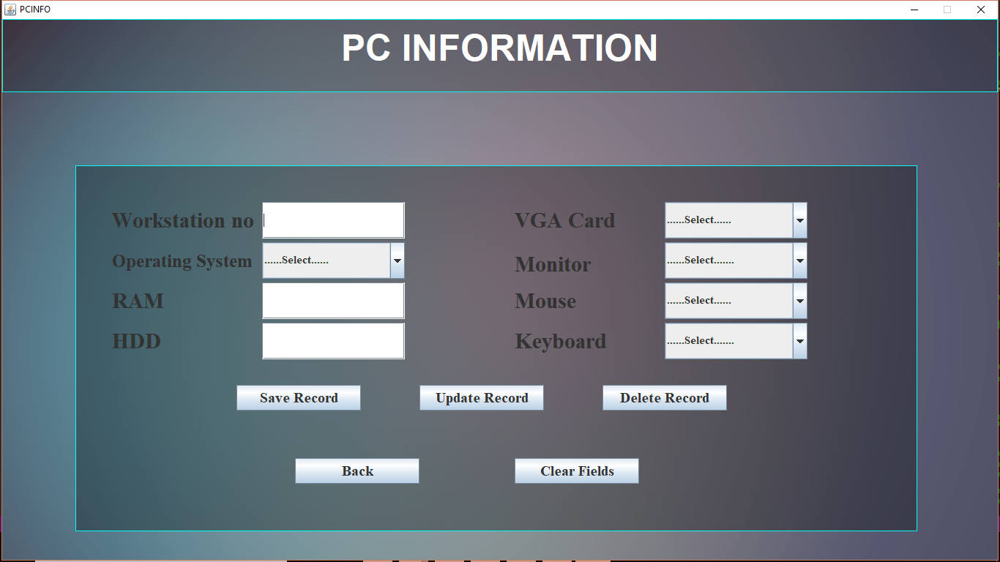 PCINFO
PC INFORMATION
Workstation no
VGA Card ......Select......
Operating System ......Select......
Monitor ......Select.......
RAM
Mouse ......Select......
HDD
Keyboard ......Select.......
Save Record Update Record Delete Record
Back Clear Fields